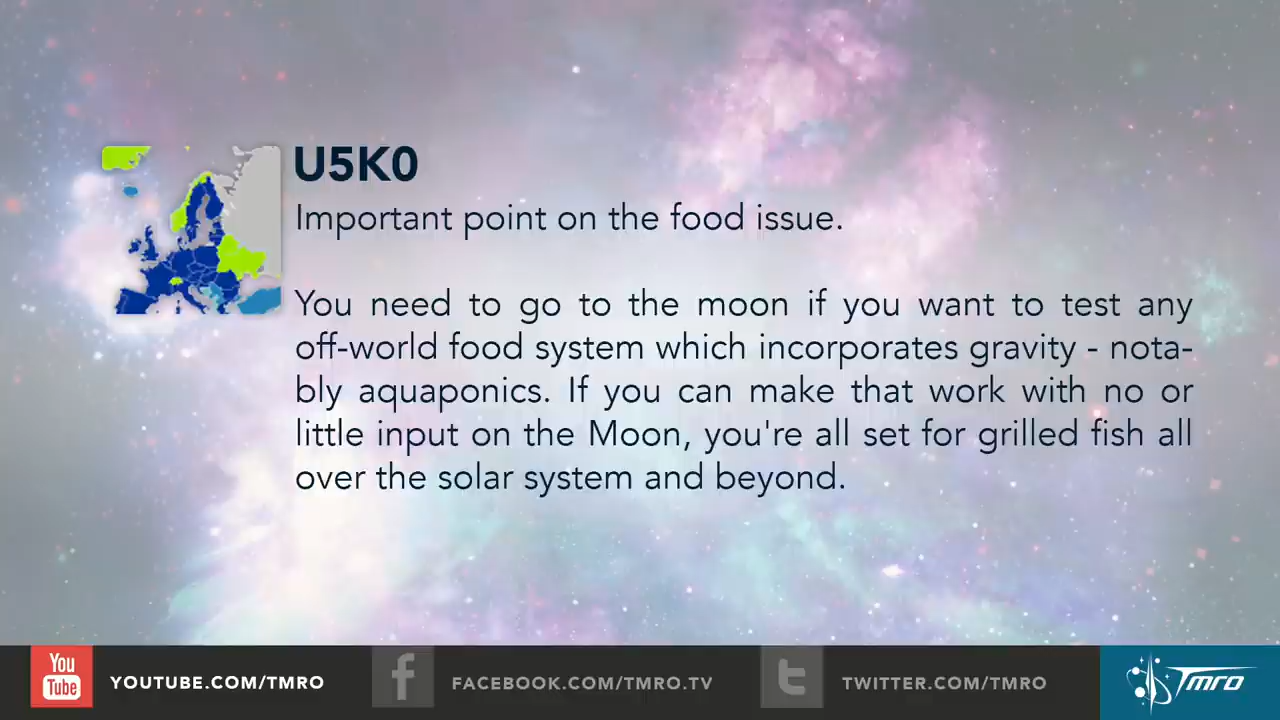 U5K0
Important point on the food issue.
You need to go to the moon if you want to test any
off-world food system which incorporates gravity - nota-
bly aquaponics. If you can make that work with no or
little input on the Moon, you're all set for grilled fish all
over the solar system and beyond.
You
Tube
YOUTUBE.COM/TMRO
f
FACEBOOK.COM/TMRO.TV
t
TWITTER.COM/TMRO
Tmro